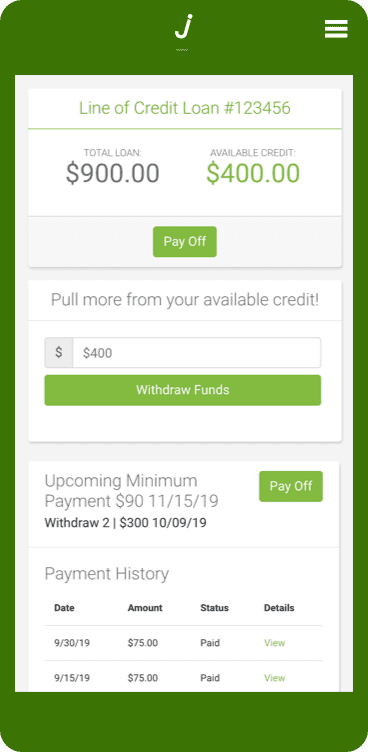 j
Line of Credit Loan #123456
TOTAL LOAN: AVAILABLE CREDIT:
$900.00 $400.00
Pay Off
Pull more from your available credit!
$ $400
Withdraw Funds
Upcoming Minimum Pay Off
Payment $90 11/15/19
Withdraw 2 | $300 10/09/19
Payment History
Date Amount Status Details
9/30/19 $75.00 Paid View
9/15/19 $75.00 Paid View